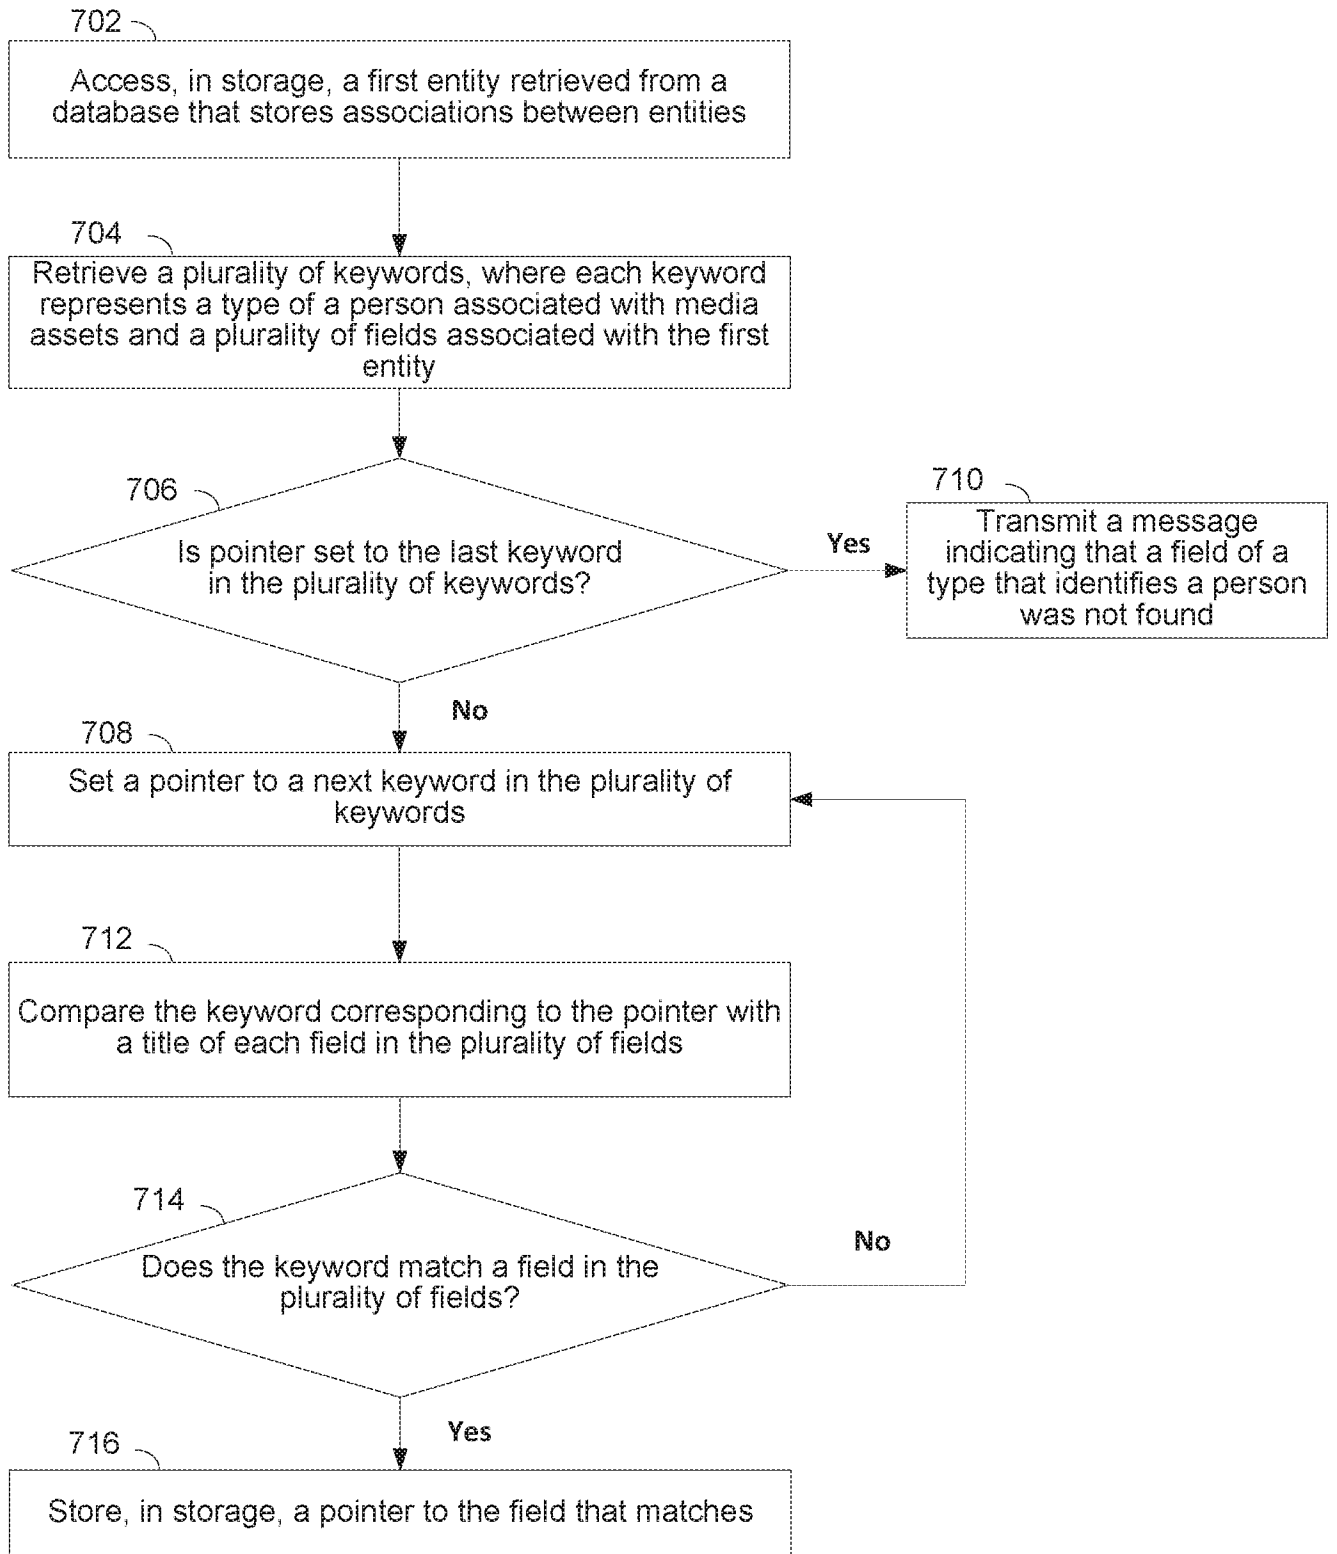 702
Access, in storage, a first entity retrieved from a
database that stores associations between entities
704
Retrieve a plurality of keywords, where each keyword
represents a type of a person associated with media
assets and a plurality of fields associated with the first
entity
706
Is pointer set to the last keyword
in the plurality of keywords?
Yes
710
Transmit a message
indicating that a field of a
type that identifies a person
was not found
No
708
Set a pointer to a next keyword in the plurality of
keywords
712
Compare the keyword corresponding to the pointer with
a title of each field in the plurality of fields
714
Does the keyword match a field in the
plurality of fields?
No
Yes
716
Store, in storage, a pointer to the field that matches